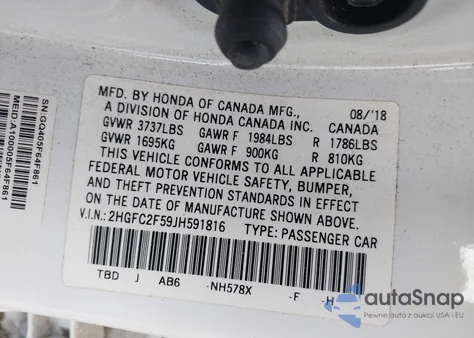 SN:GQ405F64F861
MEID:A100005F64F861
MFD. BY HONDA OF CANADA MFG., 08/'18
A DIVISION OF HONDA CANADA INC. CANADA
GVWR 3737LBS GAWR F 1984LBS R 1786LBS
GVWR 1695KG GAWR F 900KG R 810KG
THIS VEHICLE CONFORMS TO ALL APPLICABLE
FEDERAL MOTOR VEHICLE SAFETY, BUMPER,
AND THEFT PREVENTION STANDARDS IN EFFECT
ON THE DATE OF MANUFACTURE SHOWN ABOVE.
V.I.N.: 2HGFC2F59JH591816 TYPE: PASSENGER CAR
TBD J AB6 -NH578X -F -H
autoSnap
Pewne auta z aukcji USA i EU